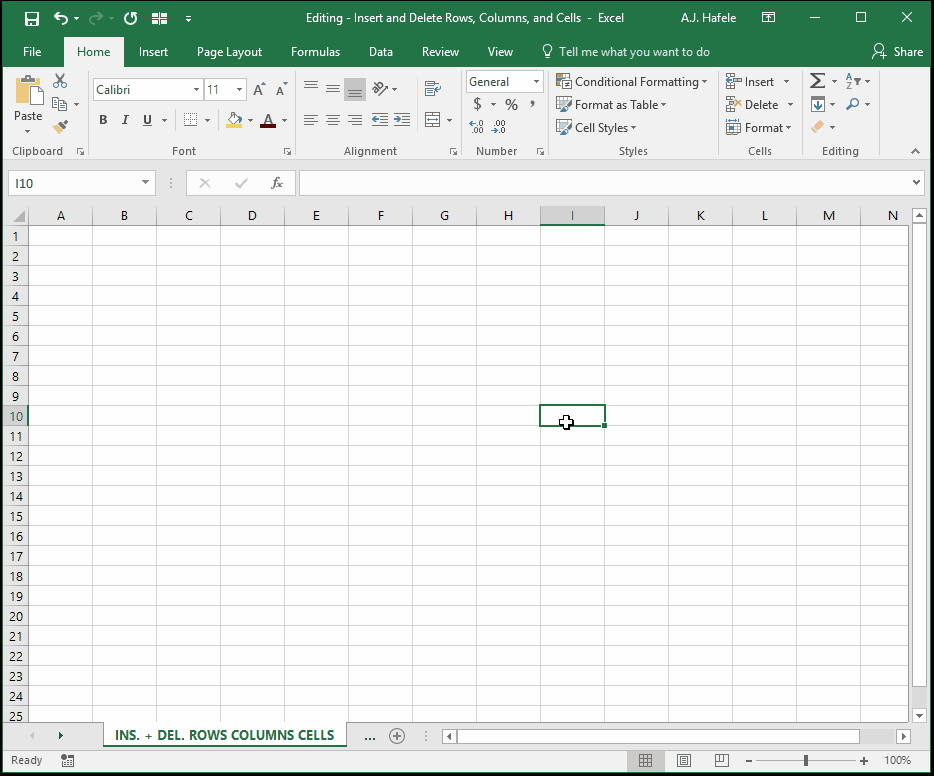 Editing - Insert and Delete Rows, Columns, and Cells - Excel A.J. Hafele
File Home Insert Page Layout Formulas Data Review View Tell me what you want to do Share
Paste Calibri 11 A A General Conditional Formatting Insert Σ
B I U A $ % , Format as Table Delete
Cell Styles Format
Clipboard Font Alignment Number Styles Cells Editing
I10 fx
A B C D E F G H I J K L M N
1
2
3
4
5
6
7
8
9
10
11
12
13
14
15
16
17
18
19
20
21
22
23
24
25
INS. + DEL. ROWS COLUMNS CELLS ...
Ready 100%